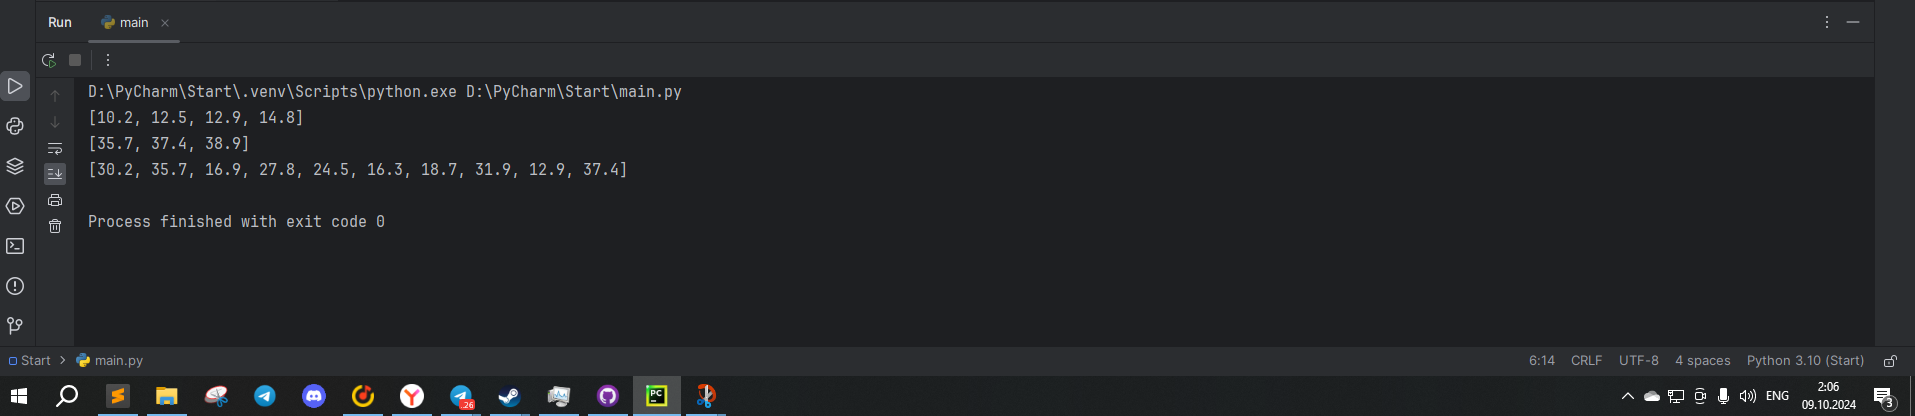 Run main
D:\PyCharm\Start\.venv\Scripts\python.exe D:\PyCharm\Start\main.py
[10.2, 12.5, 12.9, 14.8]
[35.7, 37.4, 38.9]
[30.2, 35.7, 16.9, 27.8, 24.5, 16.3, 18.7, 31.9, 12.9, 37.4]
Process finished with exit code 0
Start main.py 6:14 CRLF UTF-8 4 spaces Python 3.10 (Start)
S Y 26 PC ENG 2:06
09.10.2024 3